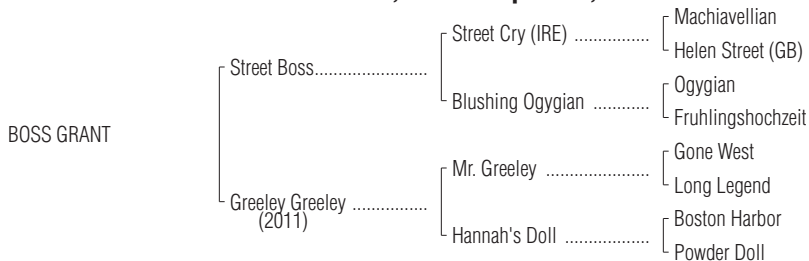 Machiavellian
Street Cry (IRE) ................
Helen Street (GB)
Street Boss........................
Ogygian
Blushing Ogygian ............
Fruhlingshochzeit
BOSS GRANT
Gone West
Mr. Greeley ......................
Long Legend
Greeley Greeley ................
(2011)
Boston Harbor
Hannah's Doll ..................
Powder Doll